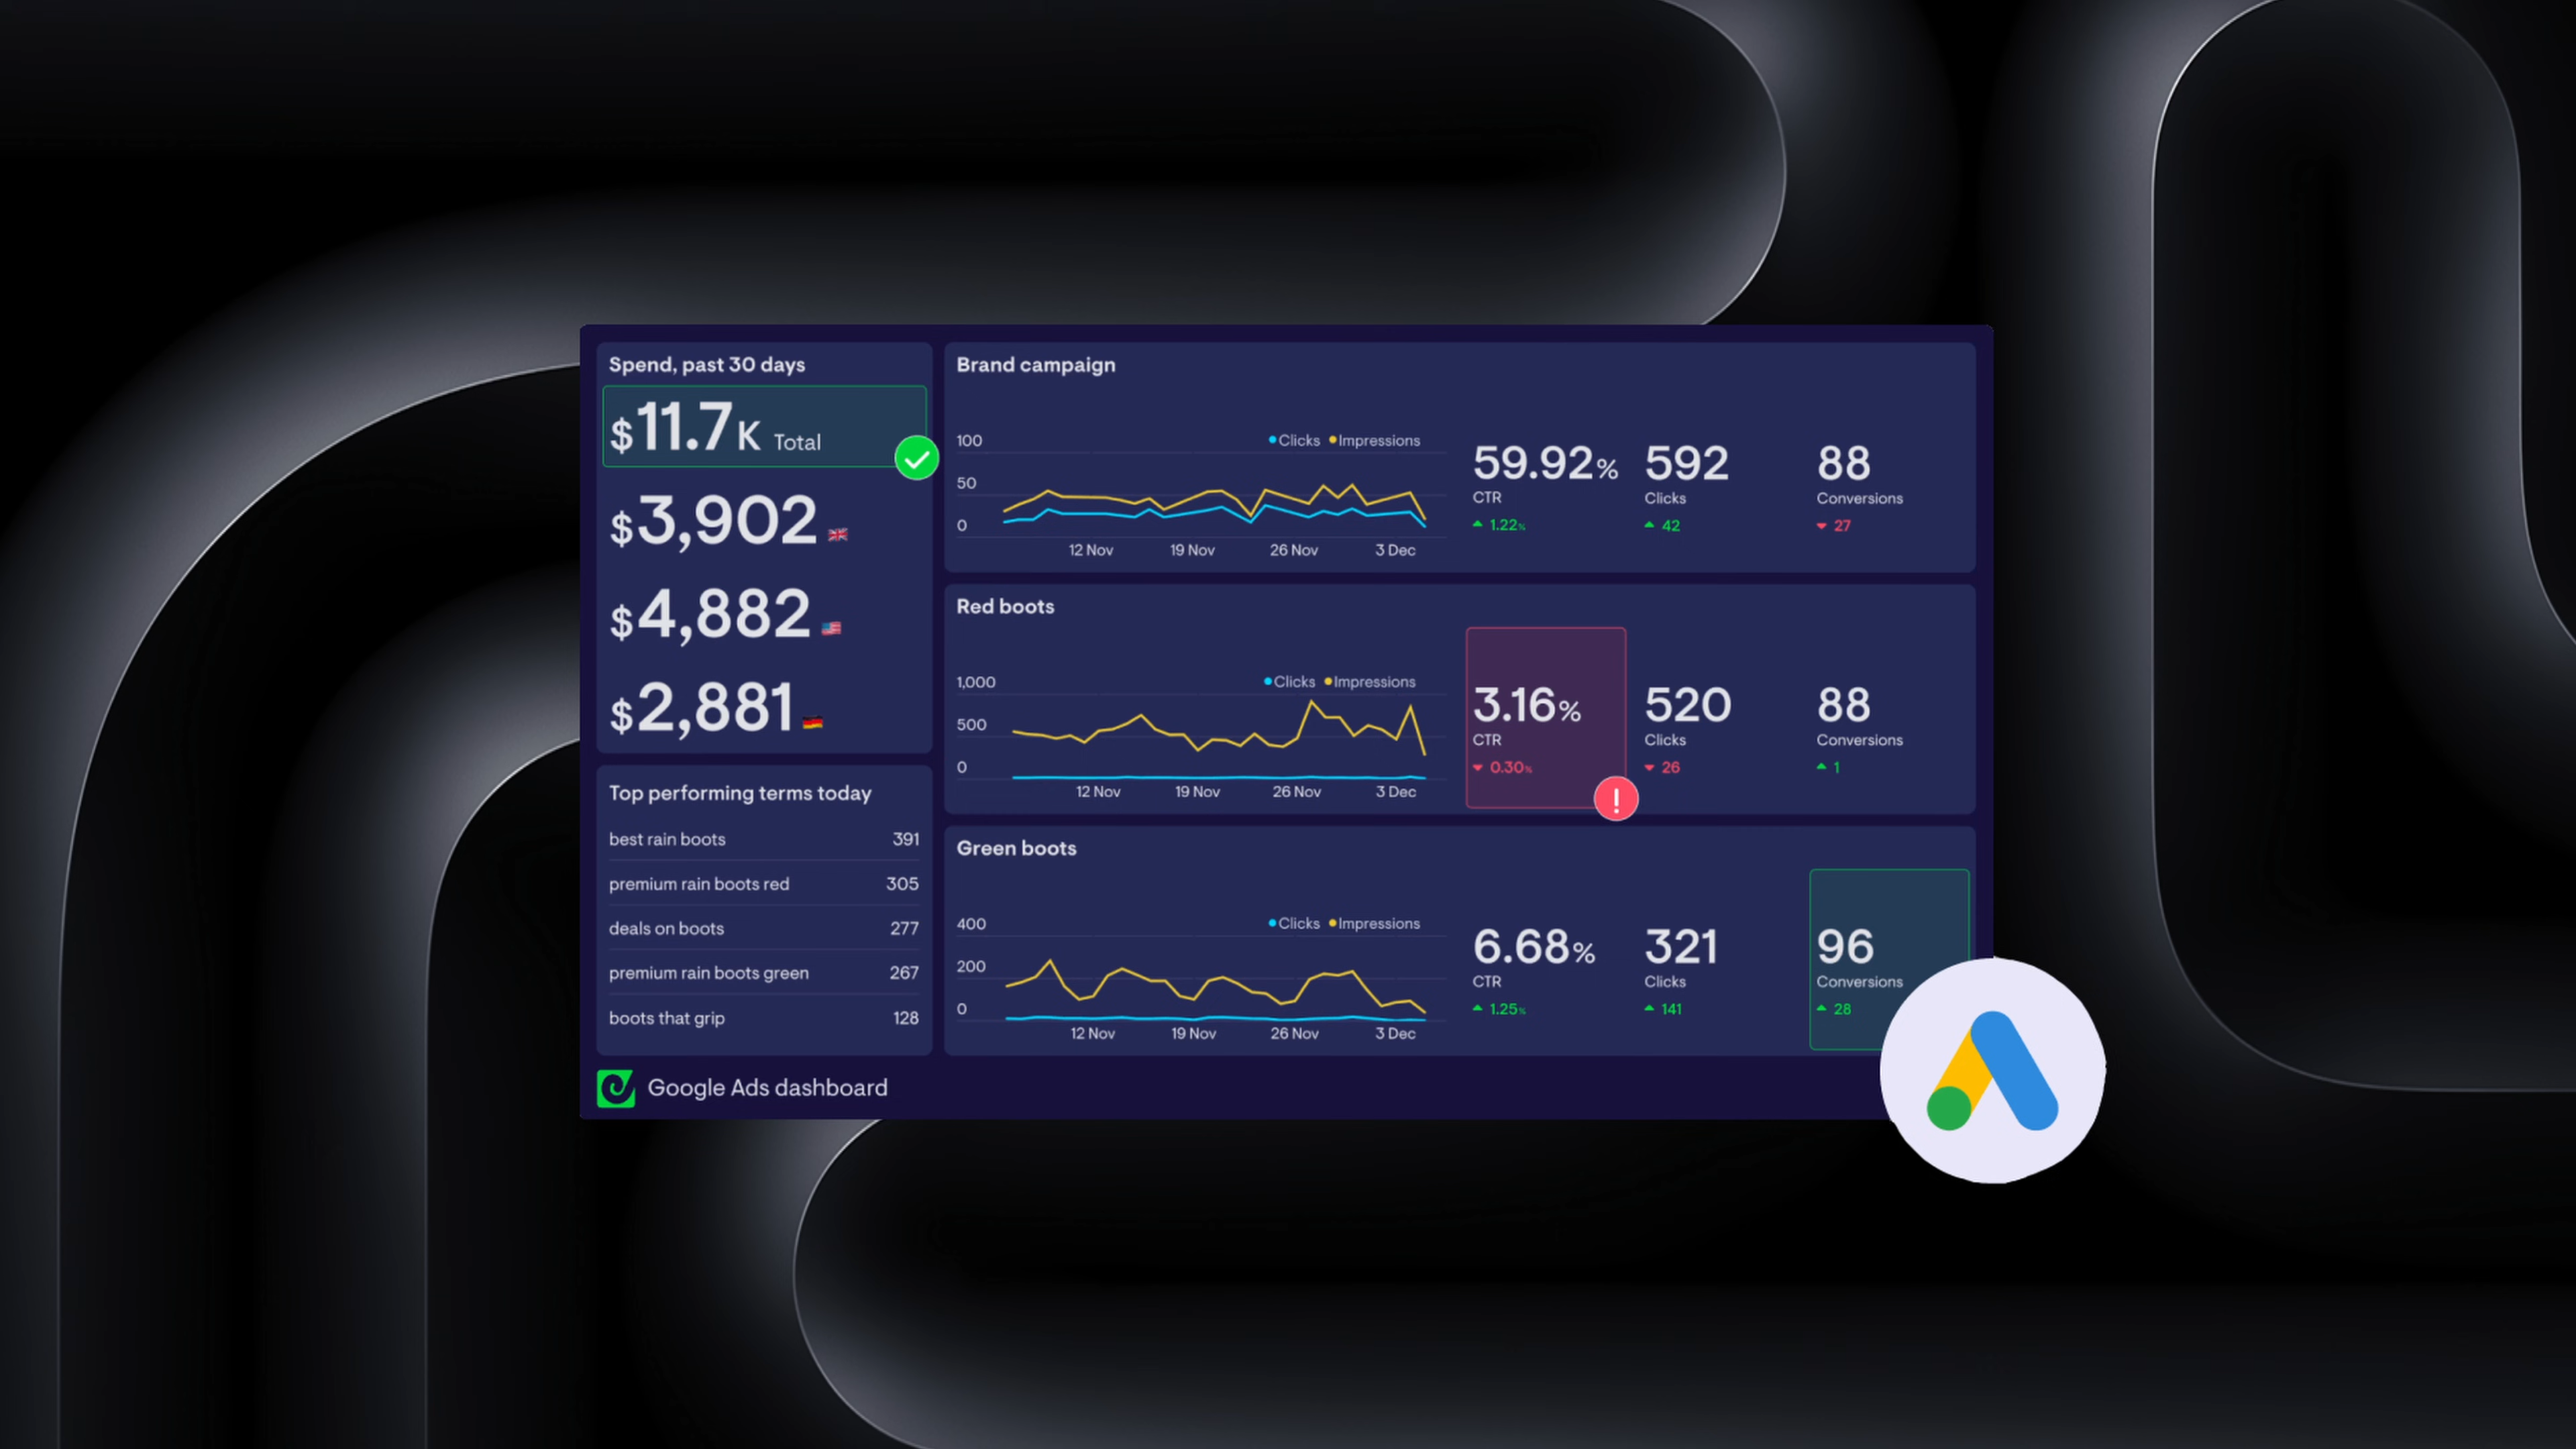 Spend, past 30 days
$11.7K Total
$3,902
$4,882
$2,881
Top performing terms today
best rain boots 391
premium rain boots red 305
deals on boots 277
premium rain boots green 267
boots that grip 128
Brand campaign
Clicks Impressions
100
50
0
12 Nov 19 Nov 26 Nov 3 Dec
59.92% 592 88
CTR Clicks Conversions
1.22% 42 27
Red boots
Clicks Impressions
1,000
500
0
12 Nov 19 Nov 26 Nov 3 Dec
3.16% 520 88
CTR Clicks Conversions
0.30% 26 1
!
Green boots
Clicks Impressions
400
200
0
12 Nov 19 Nov 26 Nov 3 Dec
6.68% 321 96
CTR Clicks Conversions
1.25% 141 28
Google Ads dashboard